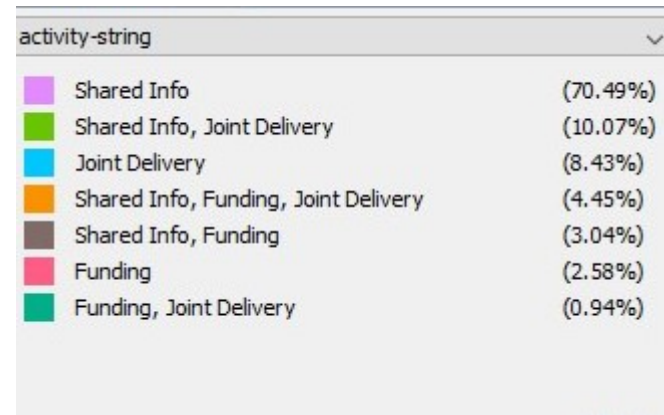 activity-string
Shared Info (70.49%)
Shared Info, Joint Delivery (10.07%)
Joint Delivery (8.43%)
Shared Info, Funding, Joint Delivery (4.45%)
Shared Info, Funding (3.04%)
Funding (2.58%)
Funding, Joint Delivery (0.94%)